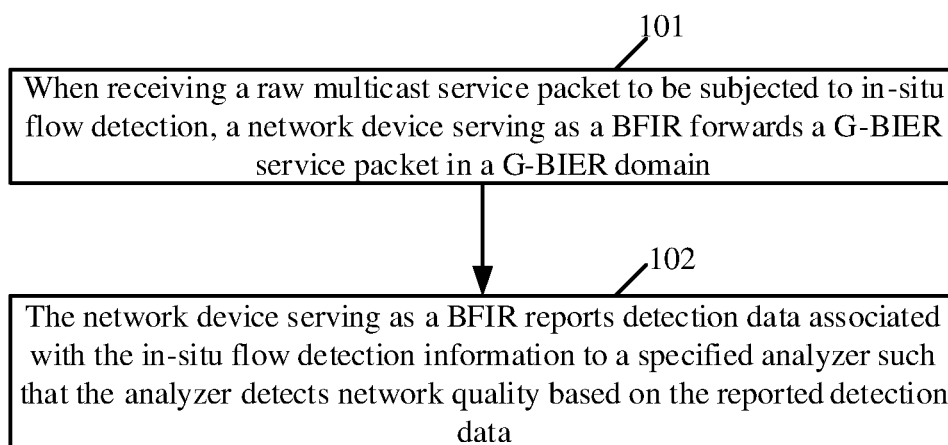 101
When receiving a raw multicast service packet to be subjected to in-situ
flow detection, a network device serving as a BFIR forwards a G-BIER
service packet in a G-BIER domain
102
The network device serving as a BFIR reports detection data associated
with the in-situ flow detection information to a specified analyzer such
that the analyzer detects network quality based on the reported detection
data